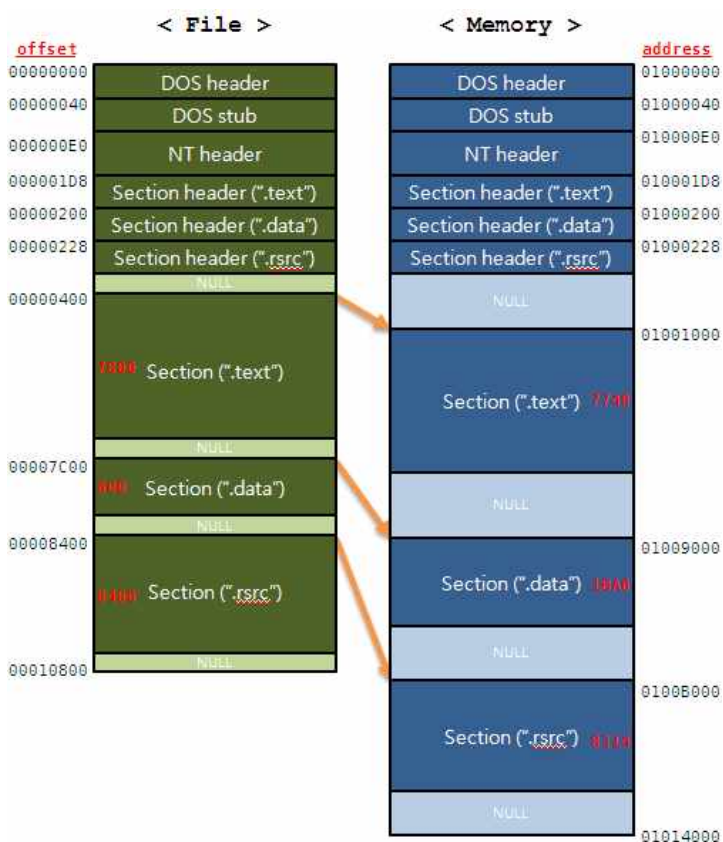 < File >
< Memory >
offset
address
00000000
DOS header
DOS header
01000000
00000040
DOS stub
DOS stub
01000040
000000E0
NT header
NT header
010000E0
000001D8
Section header (".text")
Section header (".text")
010001D8
00000200
Section header (".data")
Section header (".data")
01000200
00000228
Section header (".rsrc")
Section header (".rsrc")
01000228
NULL
NULL
00000400
01001000
Section (".text")
Section (".text")
NULL
00007C00
Section (".data")
NULL
NULL
00008400
01009000
Section (".rsrc")
Section (".data")
NULL
NULL
00010800
0100B000
Section (".rsrc")
NULL
01014000